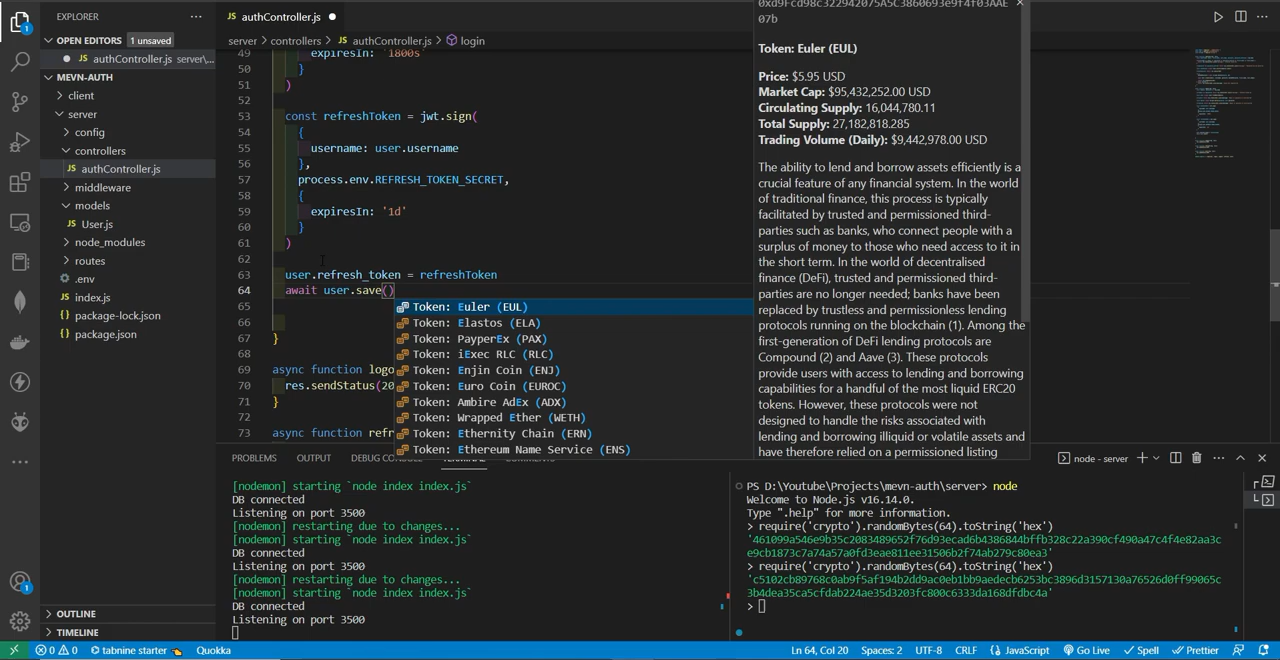 EXPLORER
OPEN EDITORS 1 unsaved
authController.js server\...
MEVN-AUTH
client
server
config
controllers
authController.js
middleware
models
User.js
node_modules
routes
.env
index.js
package-lock.json
package.json
OUTLINE
TIMELINE
authController.js
server > controllers > authController.js > login
49 expiresIn: '1800s'
50 }
51 )
52
53 const refreshToken = jwt.sign(
54 {
55 username: user.username
56 },
57 process.env.REFRESH_TOKEN_SECRET,
58 {
59 expiresIn: '1d'
60 }
61 )
62
63 user.refresh_token = refreshToken
64 await user.save()
65
66
67 }
68
69 async function logo
70 res.sendStatus(20
71 }
72
73 async function refr
Token: Euler (EUL)
Token: Elastos (ELA)
Token: PayperEx (PAX)
Token: iExec RLC (RLC)
Token: Enjin Coin (ENJ)
Token: Euro Coin (EUROC)
Token: Ambire AdEx (ADX)
Token: Wrapped Ether (WETH)
Token: Ethernity Chain (ERN)
Token: Ethereum Name Service (ENS)
0xd9Fcd98c322942075A5C3860693e9f4f03AAE
07b
Token: Euler (EUL)
Price: $5.95 USD
Market Cap: $95,432,252.00 USD
Circulating Supply: 16,044,780.11
Total Supply: 27,182,818.285
Trading Volume (Daily): $9,442,978.00 USD
The ability to lend and borrow assets efficiently is a
crucial feature of any financial system. In the world
of traditional finance, this process is typically
facilitated by trusted and permissioned third-
parties such as banks, who connect people with a
surplus of money to those who need access to it in
the short term. In the world of decentralised
finance (DeFi), trusted and permissioned third-
parties are no longer needed; banks have been
replaced by trustless and permissionless lending
protocols running on the blockchain (1). Among the
first-generation of DeFi lending protocols are
Compound (2) and Aave (3). These protocols
provide users with access to lending and borrowing
capabilities for a handful of the most liquid ERC20
tokens. However, these protocols were not
designed to handle the risks associated with
lending and borrowing illiquid or volatile assets and
have therefore relied on a permissioned listing
PROBLEMS OUTPUT DEBUG CONSOLE TERMINAL COMMENTS
node - server
[nodemon] starting `node index index.js`
DB connected
Listening on port 3500
[nodemon] restarting due to changes...
[nodemon] starting `node index index.js`
DB connected
Listening on port 3500
[nodemon] restarting due to changes...
[nodemon] starting `node index index.js`
DB connected
Listening on port 3500
PS D:\Youtube\Projects\mevn-auth\server> node
Welcome to Node.js v16.14.0.
Type ".help" for more information.
> require('crypto').randomBytes(64).toString('hex')
'461099a546e9b35c2083489652f76d93ecad6b4386844bffb328c22a390cf490a47c4f4e82aa3c
e9cb1873c7a74a57a0fd3eae811ee31506b2f74ab279c80ea3'
> require('crypto').randomBytes(64).toString('hex')
'c5102cb89768c0ab9f5af194b2dd9ac0eb1bb9aedecb6253bc3896d3157130a76526d0ff99065c
3b4dea35ca5cfdab224ae35d3203fc800c6333da168dfdbc4a'
>
0 0 tabnine starter Quokka Ln 64, Col 20 Spaces: 2 UTF-8 CRLF JavaScript Go Live Spell Prettier